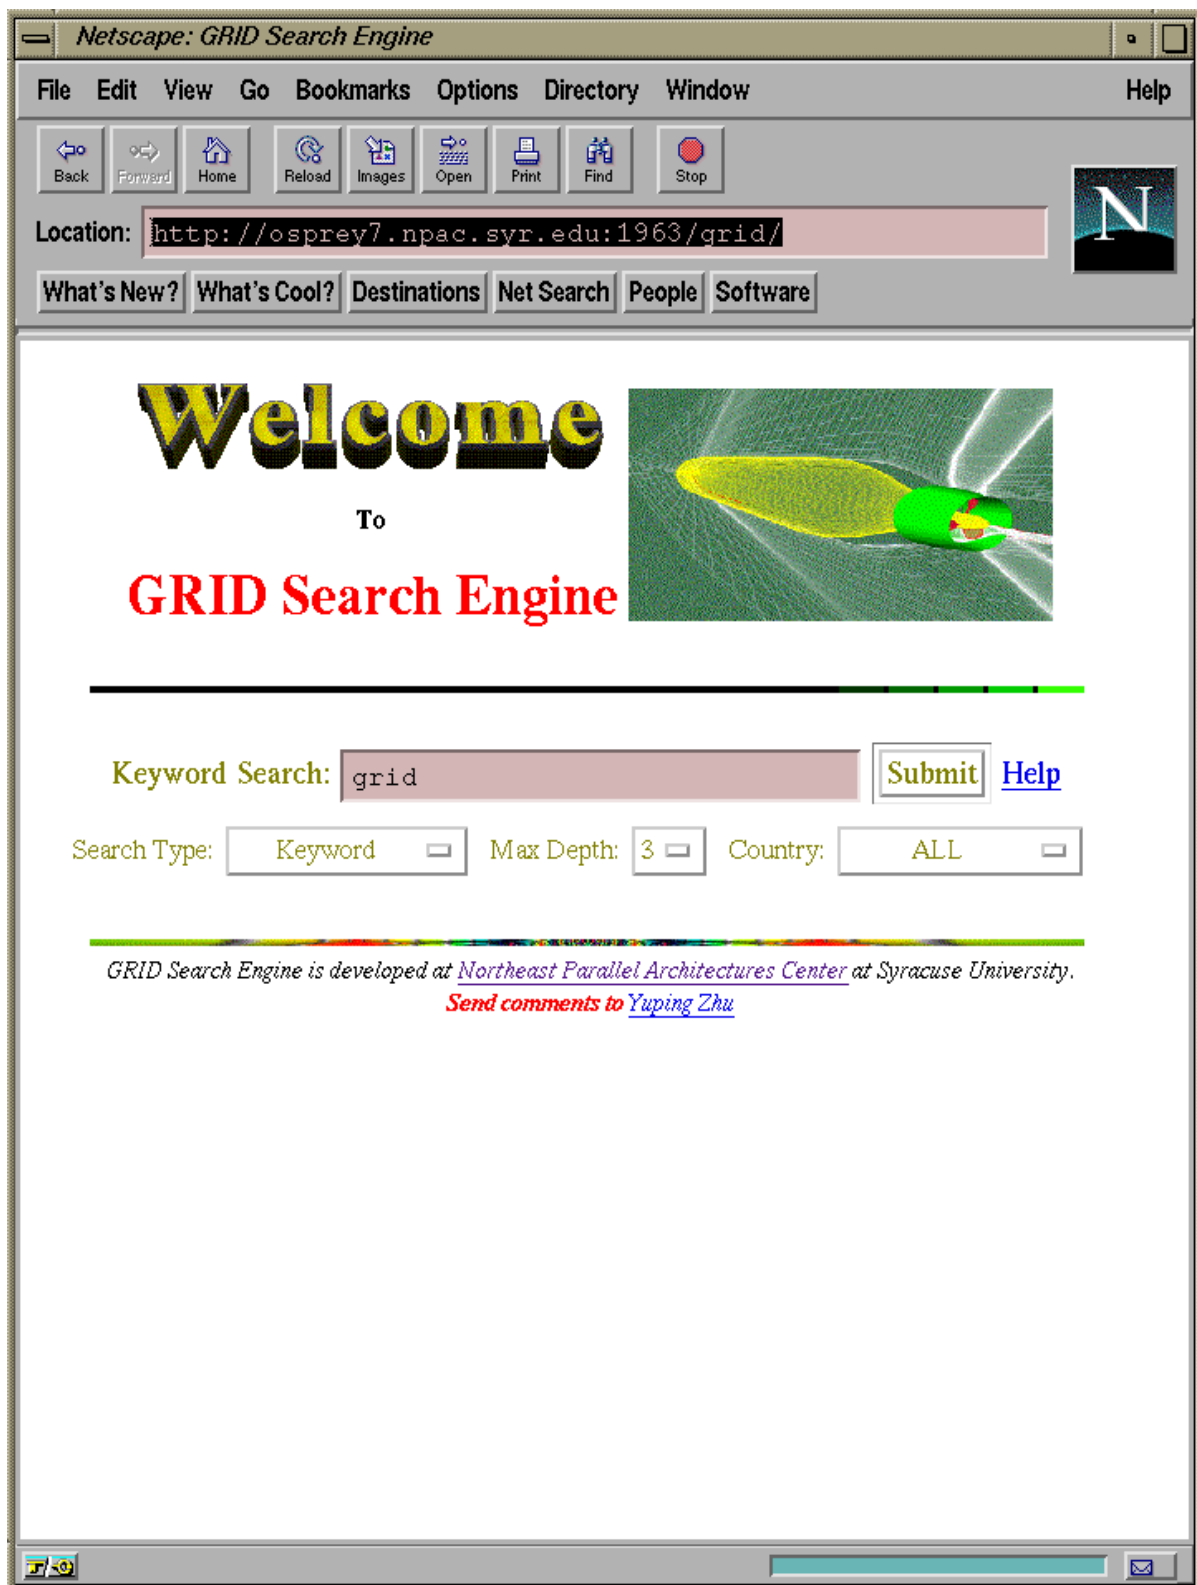 Netscape: GRID Search Engine
File Edit View Go Bookmarks Options Directory Window Help
Back Forward Home Reload Images Open Print Find Stop
Location: http://osprey7.npac.syr.edu:1963/grid/
N
What's New? What's Cool? Destinations Net Search People Software
Welcome
To
GRID Search Engine
Keyword Search: grid Submit Help
Search Type: Keyword Max Depth: 3 Country: ALL
GRID Search Engine is developed at Northeast Parallel Architectures Center at Syracuse University.
Send comments to Yuping Zhu